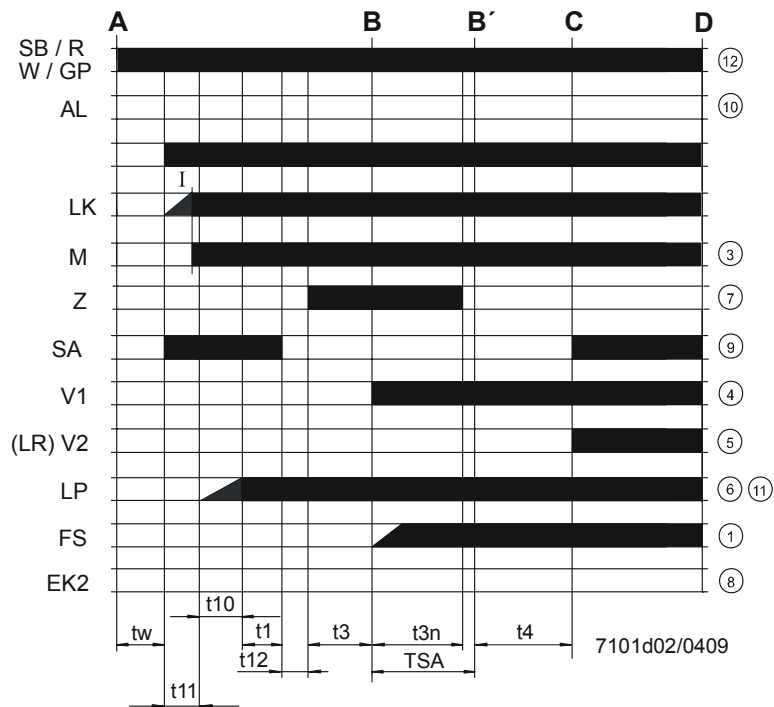 A B B´ C D
SB / R
W / GP 12
AL 10
I
LK
M 3
Z 7
SA 9
V1 4
(LR) V2 5
LP 6 11
FS 1
EK2 8
t10
tw t1 t3 t3n t4 7101d02/0409
t12 TSA
t11